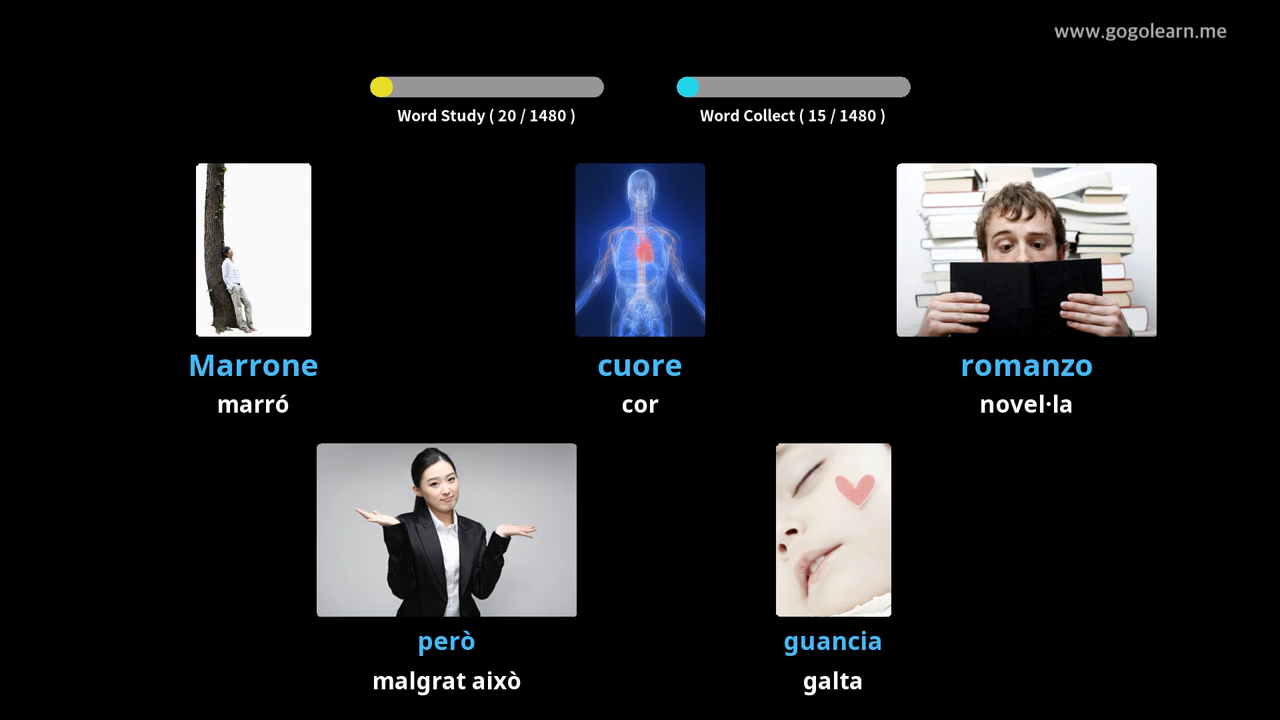 www.gogolearn.me
Word Study ( 20 / 1480 )
Word Collect ( 15 / 1480 )
Marrone
marró
cuore
cor
romanzo
novel·la
però
malgrat això
guancia
galta